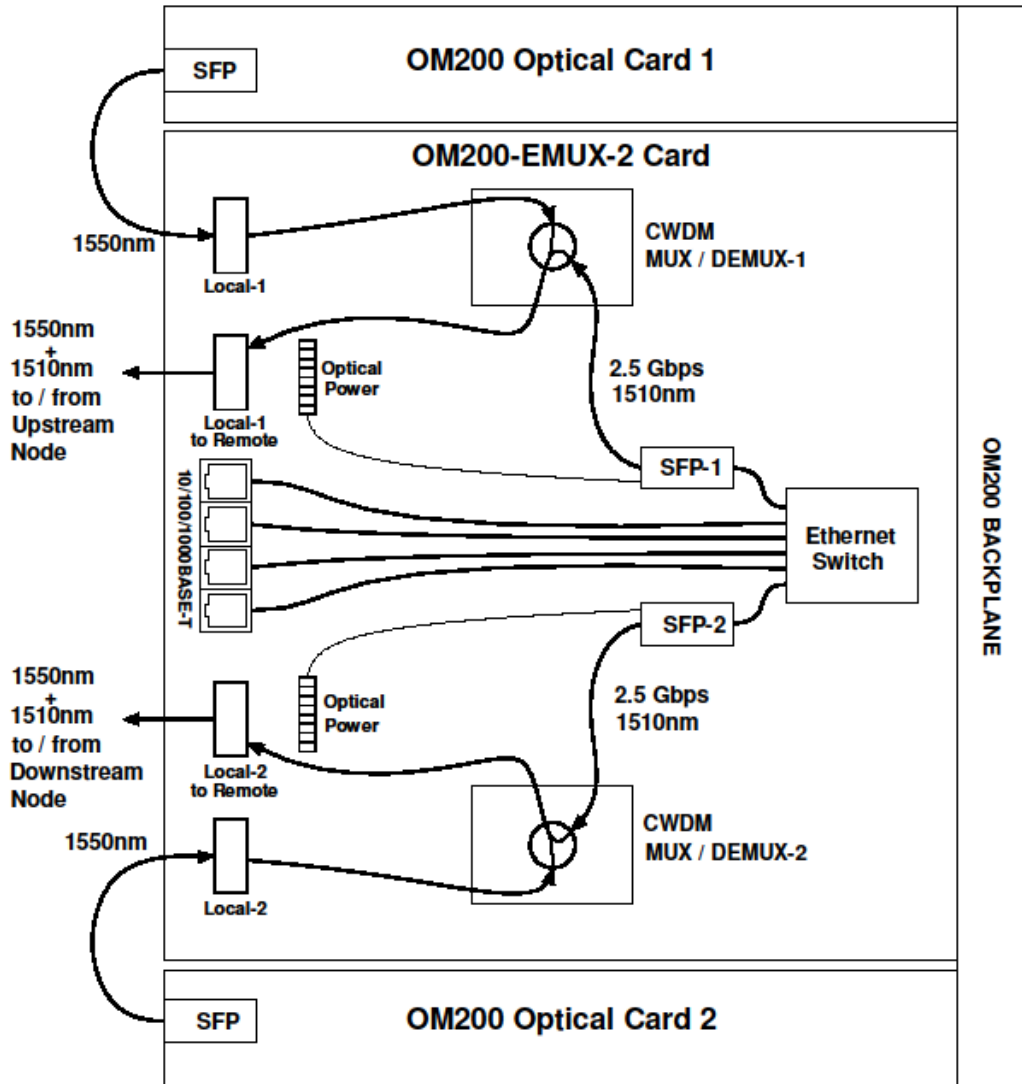 SFP
OM200 Optical Card 1
OM200-EMUX-2 Card
1550nm
Local-1
CWDM
MUX / DEMUX-1
1550nm
+
1510nm
to / from
Upstream
Node
Local-1
to Remote
Optical
Power
2.5 Gbps
1510nm
SFP-1
10/100/1000BASE-T
Ethernet
Switch
OM200 BACKPLANE
SFP-2
1550nm
+
1510nm
to / from
Downstream
Node
Local-2
to Remote
Optical
Power
2.5 Gbps
1510nm
1550nm
Local-2
CWDM
MUX / DEMUX-2
SFP
OM200 Optical Card 2